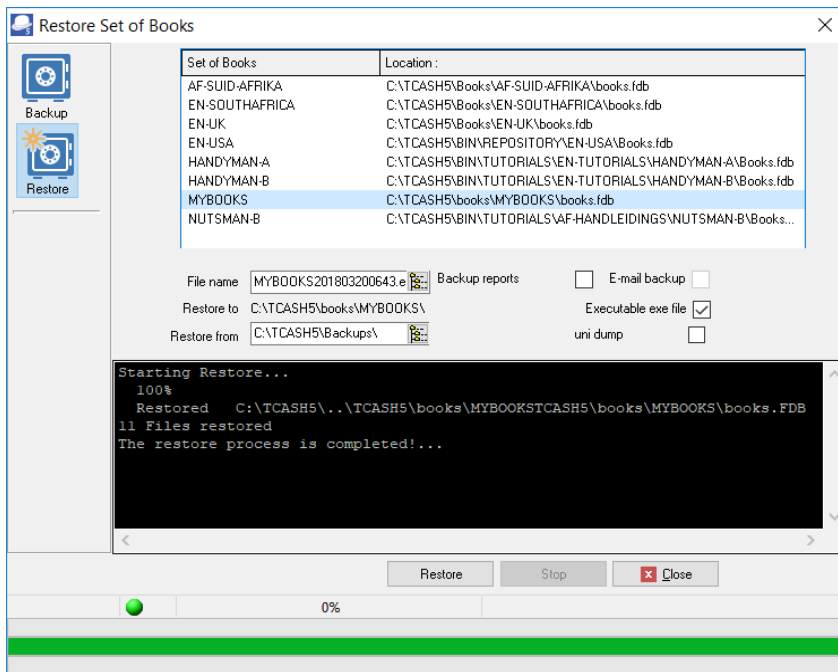 Restore Set of Books
Backup
Restore
Set of Books Location :
AF-SUID-AFRIKA C:\TCASH5\Books\AF-SUID-AFRIKA\books.fdb
EN-SOUTHAFRICA C:\TCASH5\Books\EN-SOUTHAFRICA\books.fdb
EN-UK C:\TCASH5\Books\EN-UK\books.fdb
EN-USA C:\TCASH5\BIN\REPOSITORY\EN-USA\Books.fdb
HANDYMAN-A C:\TCASH5\BIN\TUTORIALS\EN-TUTORIALS\HANDYMAN-A\Books.fdb
HANDYMAN-B C:\TCASH5\BIN\TUTORIALS\EN-TUTORIALS\HANDYMAN-B\Books.fdb
MYBOOKS C:\TCASH5\books\MYBOOKS\books.fdb
NUTSMAN-B C:\TCASH5\BIN\TUTORIALS\AF-HANDLEIDINGS\NUTSMAN-B\Books...
File name MYBOOKS201803200643.e Backup reports E-mail backup
Restore to C:\TCASH5\books\MYBOOKS\ Executable exe file
Restore from C:\TCASH5\Backups\ uni dump
Starting Restore...
100%
Restored C:\TCASH5\..\TCASH5\books\MYBOOKSTCASH5\books\MYBOOKS\books.FDB
11 Files restored
The restore process is completed!...
Restore Stop Close
0%